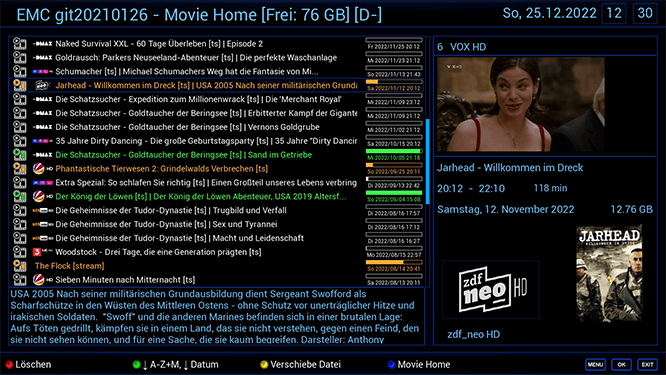 EMC git20210126 - Movie Home [Frei: 76 GB] [D-]
So, 25.12.2022
12
30
DMAX Naked Survival XXL - 60 Tage Überleben [ts] | Episode 2
Fr 2022/11/25 20:12
DMAX Goldrausch: Parkers Neuseeland-Abenteuer [ts] | Die perfekte Waschanlage
Mi 2022/11/23 20:11
Schumacher [ts] | Michael Schumachers Weg hat die Fantasie von Mi...
So 2022/11/13 21:43
Jarhead - Willkommen im Dreck [ts] | USA 2005 Nach seiner militärischen Grunda
Sa 2022/11/12 20:12
DMAX Die Schatzsucher - Expedition zum Millionenwrack [ts] | Die 'Merchant Royal'
Mi 2022/11/09 23:12
DMAX Die Schatzsucher - Goldtaucher der Beringsee [ts] | Erbitterter Kampf der Gigante
Mi 2022/11/09 22:12
DMAX Die Schatzsucher - Goldtaucher der Beringsee [ts] | Vernons Goldgrube
Mi 2022/11/02 21:12
35 Jahre Dirty Dancing - Die große Geburtstagsparty [ts] | 35 Jahre "Dirty Dancin
Sa 2022/10/15 20:12
Die Schatzsucher - Goldtaucher der Beringsee [ts] | Sand im Getriebe
Mi 2022/10/05 21:18
HD Phantastische Tierwesen 2: Grindelwalds Verbrechen [ts]
So 2022/09/25 20:11
HD Extra Spezial: So schlafen Sie richtig [ts] | Einen Großteil unseres Lebens verbring
Di 2022/09/13 22:42
HD Der König der Löwen [ts] | Der König der Löwen Abenteuer, USA 2019 Altersf...
So 2022/09/04 15:08
HD Die Geheimnisse der Tudor-Dynastie [ts] | Trugbild und Verfall
Di 2022/08/16 17:57
HD Die Geheimnisse der Tudor-Dynastie [ts] | Sex und Tyrannei
Di 2022/08/16 17:12
HD Die Geheimnisse der Tudor-Dynastie [ts] | Macht und Leidenschaft
Di 2022/08/16 16:27
Woodstock - Drei Tage, die eine Generation prägten [ts]
Mo 2022/08/15 22:57
The Flock [stream]
So 2022/08/14 20:41
HD Sieben Minuten nach Mitternacht [ts]
Sa 2022/08/13 20:11
USA 2005 Nach seiner militärischen Grundausbildung dient Sergeant Swofford als
Scharfschütze in den Wüsten des Mittleren Ostens - ohne Schutz vor unerträglicher Hitze und
irakischen Soldaten. "Swoff" und die anderen Marines befinden sich in einer brutalen Lage:
Aufs Töten gedrillt, kämpfen sie in einem Land, das sie nicht verstehen, gegen einen Feind, den
sie nicht sehen können, und für eine Sache, die sie kaum begreifen. Darsteller: Anthony
6 VOX HD
Jarhead - Willkommen im Dreck
20:12 - 22:10 118 min
Samstag, 12. November 2022 12.76 GB
zdf neo HD
JARHEAD
WILLKOMMEN IM DRECK
zdf_neo HD
Löschen
↓ A-Z+M, ↓ Datum
Verschiebe Datei
Movie Home
MENU
OK
EXIT